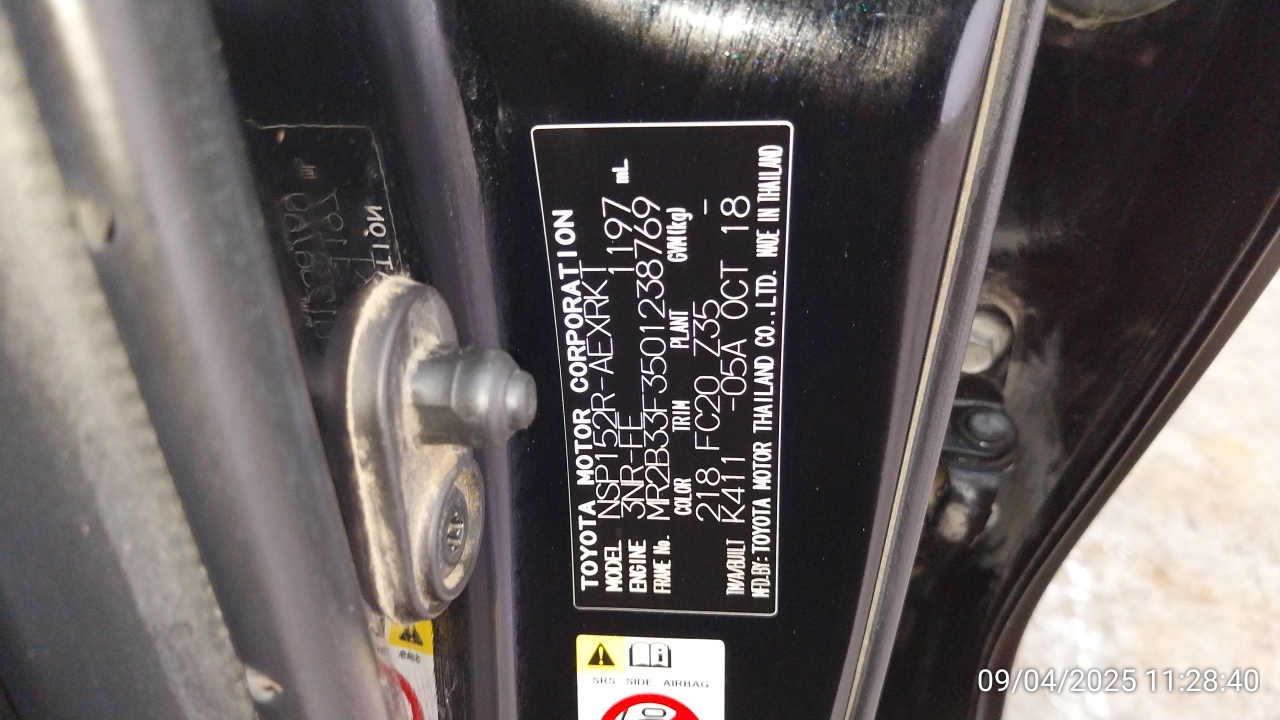 TOYOTA MOTOR CORPORATION
MODEL NSP152R-AEXRKT
ENGINE 3NR-FE 1197 mL
FRAME No. MR2B33F3501238769
COLOR TRIM PLANT GVM(kg)
218 FC20 Z35 -
T/A/BUILT K411 -05A OCT 18
MFD.BY: TOYOTA MOTOR THAILAND CO.,LTD. MADE IN THAILAND
SRS SIDE AIRBAG
09/04/2025 11:28:40